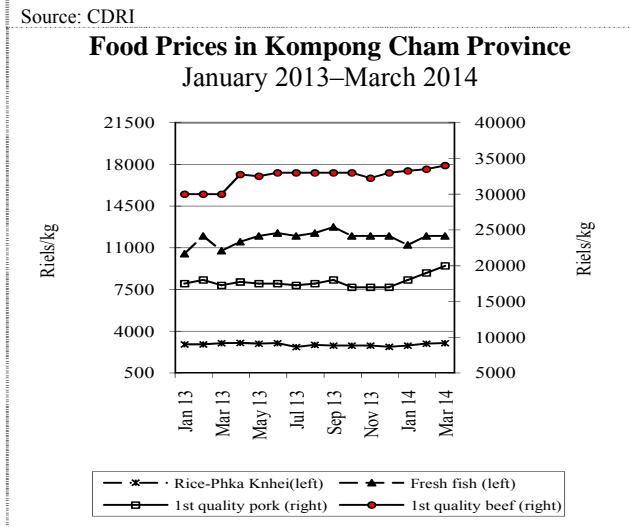 Source: CDRI
Food Prices in Kompong Cham Province
January 2013–March 2014
21500
18000
14500
11000
7500
4000
500
Riels/kg
40000
35000
30000
25000
20000
15000
10000
5000
Riels/kg
Jan 13
Mar 13
May 13
Jul 13
Sep 13
Nov 13
Jan 14
Mar 14
Rice-Phka Knhei(left) Fresh fish (left)
1st quality pork (right) 1st quality beef (right)